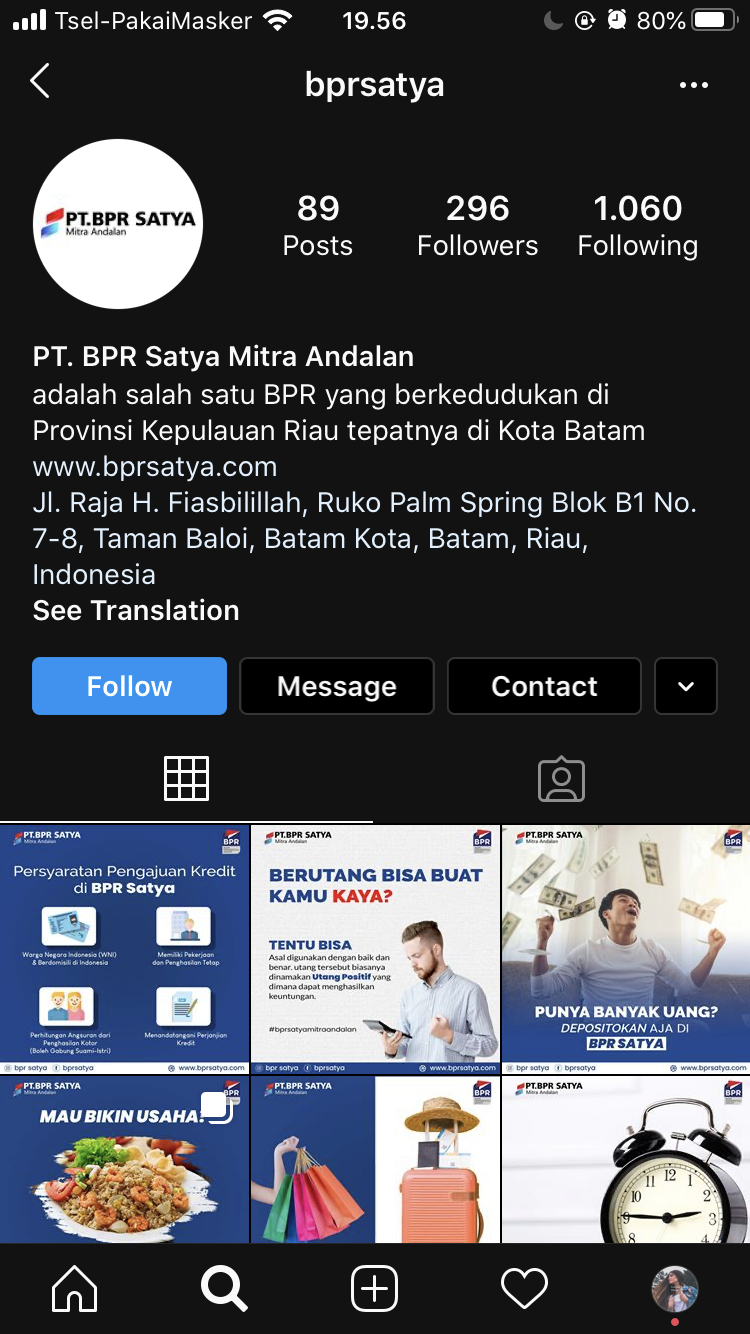 Tsel-PakaiMasker 19.56 80%
bprsatya
PT.BPR SATYA
Mitra Andalan
89 296 1.060
Posts Followers Following
PT. BPR Satya Mitra Andalan
adalah salah satu BPR yang berkedudukan di
Provinsi Kepulauan Riau tepatnya di Kota Batam
www.bprsatya.com
Jl. Raja H. Fiasbilillah, Ruko Palm Spring Blok B1 No.
7-8, Taman Baloi, Batam Kota, Batam, Riau,
Indonesia
See Translation
Follow Message Contact
PT.BPR SATYA
Mitra Andalan
BPR
Persyaratan Pengajuan Kredit
di BPR Satya
Warga Negara Indonesia (WNI)
& Berdomisili di Indonesia
Memiliki Pekerjaan
dan Penghasilan Tetap
Perhitungan Angsuran dari
Penghasilan Kotor
(Boleh Gabung Suami-Istri)
Menandatangani Perjanjian
Kredit
bpr satya bprsatya www.bprsatya.com
PT.BPR SATYA
Mitra Andalan
BPR
BERUTANG BISA BUAT
KAMU KAYA?
TENTU BISA
Asal digunakan dengan baik dan
benar, utang tersebut biasanya
dinamakan Utang Positif yang
dimana dapat menghasilkan
keuntungan.
#bprsatyamitraandalan
bpr satya bprsatya www.bprsatya.com
PT.BPR SATYA
Mitra Andalan
BPR
PUNYA BANYAK UANG?
DEPOSITOKAN AJA DI
BPR SATYA
bpr satya bprsatya www.bprsatya.com
PT.BPR SATYA
Mitra Andalan
BPR
MAU BIKIN USAHA?
PT.BPR SATYA
Mitra Andalan
BPR
PT.BPR SATYA
Mitra Andalan
BPR
11 12 1
10 2
9 3
8 4